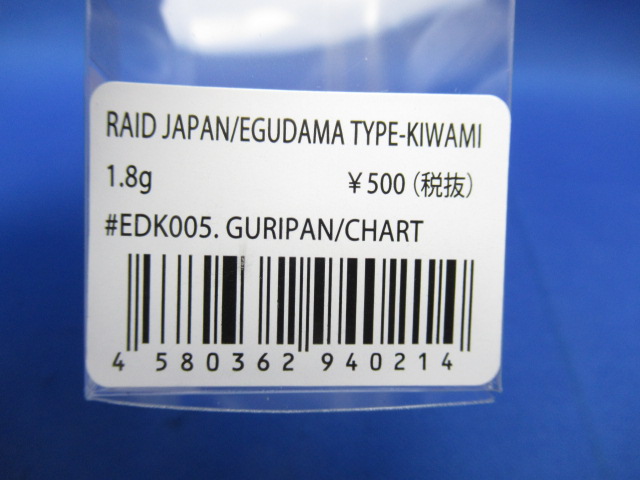 RAID JAPAN/EGUDAMA TYPE-KIWAMI
1.8g ￥500（税抜）
#EDK005. GURIPAN/CHART
4 580362 940214